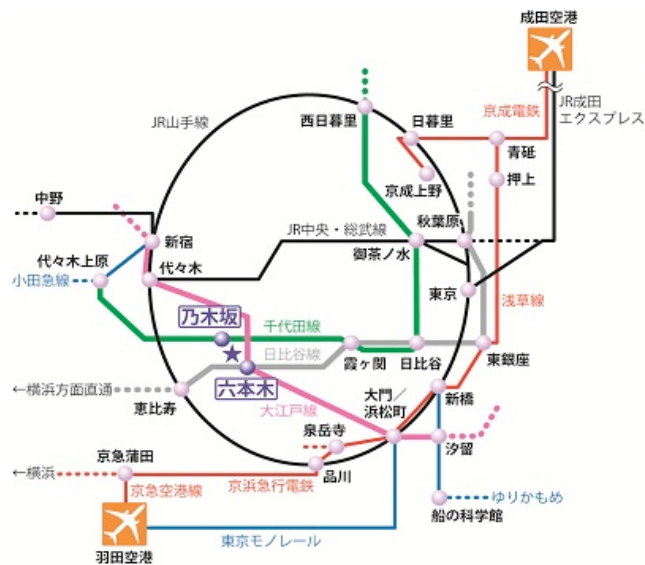 成田空港
JR成田
エクスプレス
京成電鉄
JR山手線
西日暮里
日暮里
青砥
押上
京成上野
中野
秋葉原
新宿
JR中央・総武線
御茶ノ水
代々木上原
代々木
小田急線
東京
浅草線
乃木坂
千代田線
日比谷線
霞ヶ関
日比谷
東銀座
←横浜方面直通
恵比寿
六本木
大江戸線
大門／
浜松町
新橋
泉岳寺
汐留
←横浜
京急蒲田
京急空港線
京浜急行電鉄
品川
ゆりかもめ
船の科学館
東京モノレール
羽田空港